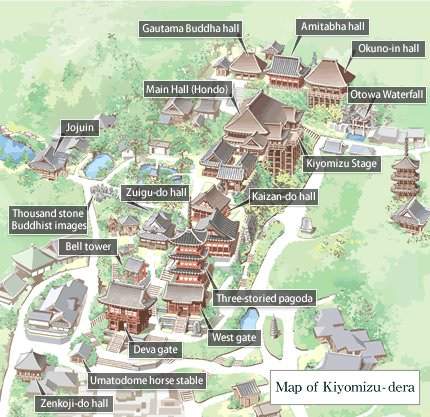 Gautama Buddha hall
Amitabha hall
Okuno-in hall
Main Hall (Hondo)
Otowa Waterfall
Jojuin
Kiyomizu Stage
Zuigu-do hall
Kaizan-do hall
Thousand stone
Buddhist images
Bell tower
Three-storied pagoda
West gate
Deva gate
Umatodome horse stable
Zenkoji-do hall
Map of Kiyomizu-dera